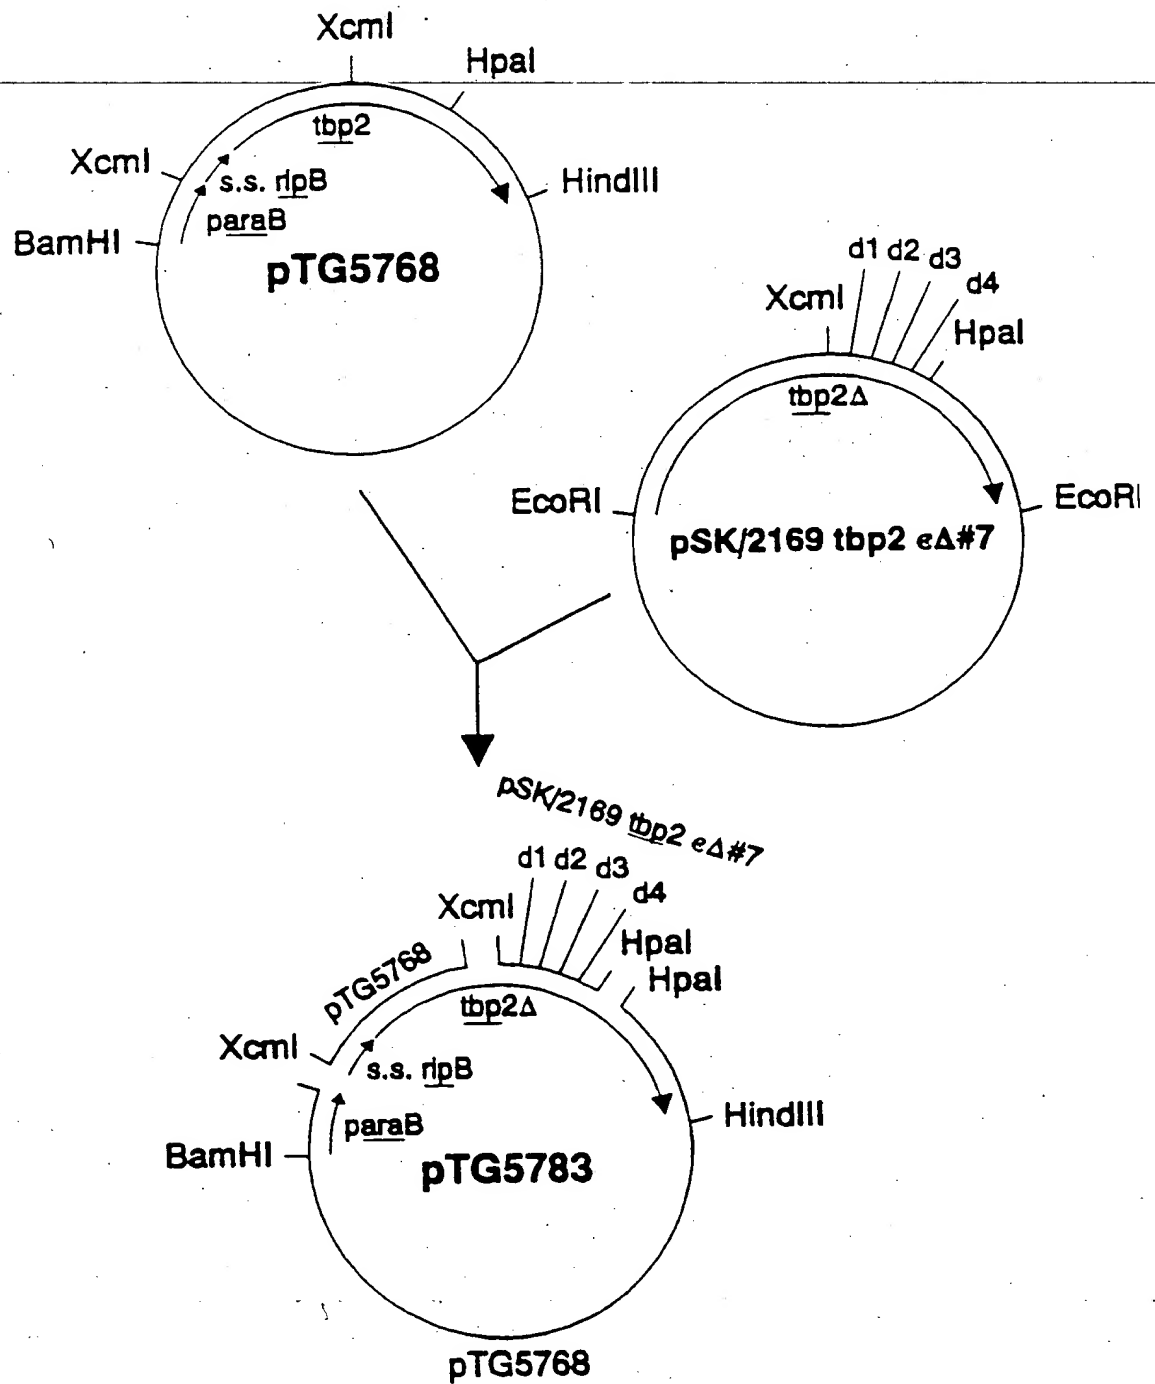 XcmI
HpaI
tbp2
XcmI
s.s. rlpB
HindIII
paraB
BamHI
pTG5768
d1 d2 d3
d4
XcmI
HpaI
tbp2Δ
EcoRI
EcoRI
pSK/2169 tbp2 eΔ#7
pSK/2169 tbp2 eΔ#7
d1 d2 d3
d4
XcmI
HpaI
HpaI
pTG5768
tbp2Δ
XcmI
s.s. rlpB
HindIII
paraB
BamHI
pTG5783
pTG5768